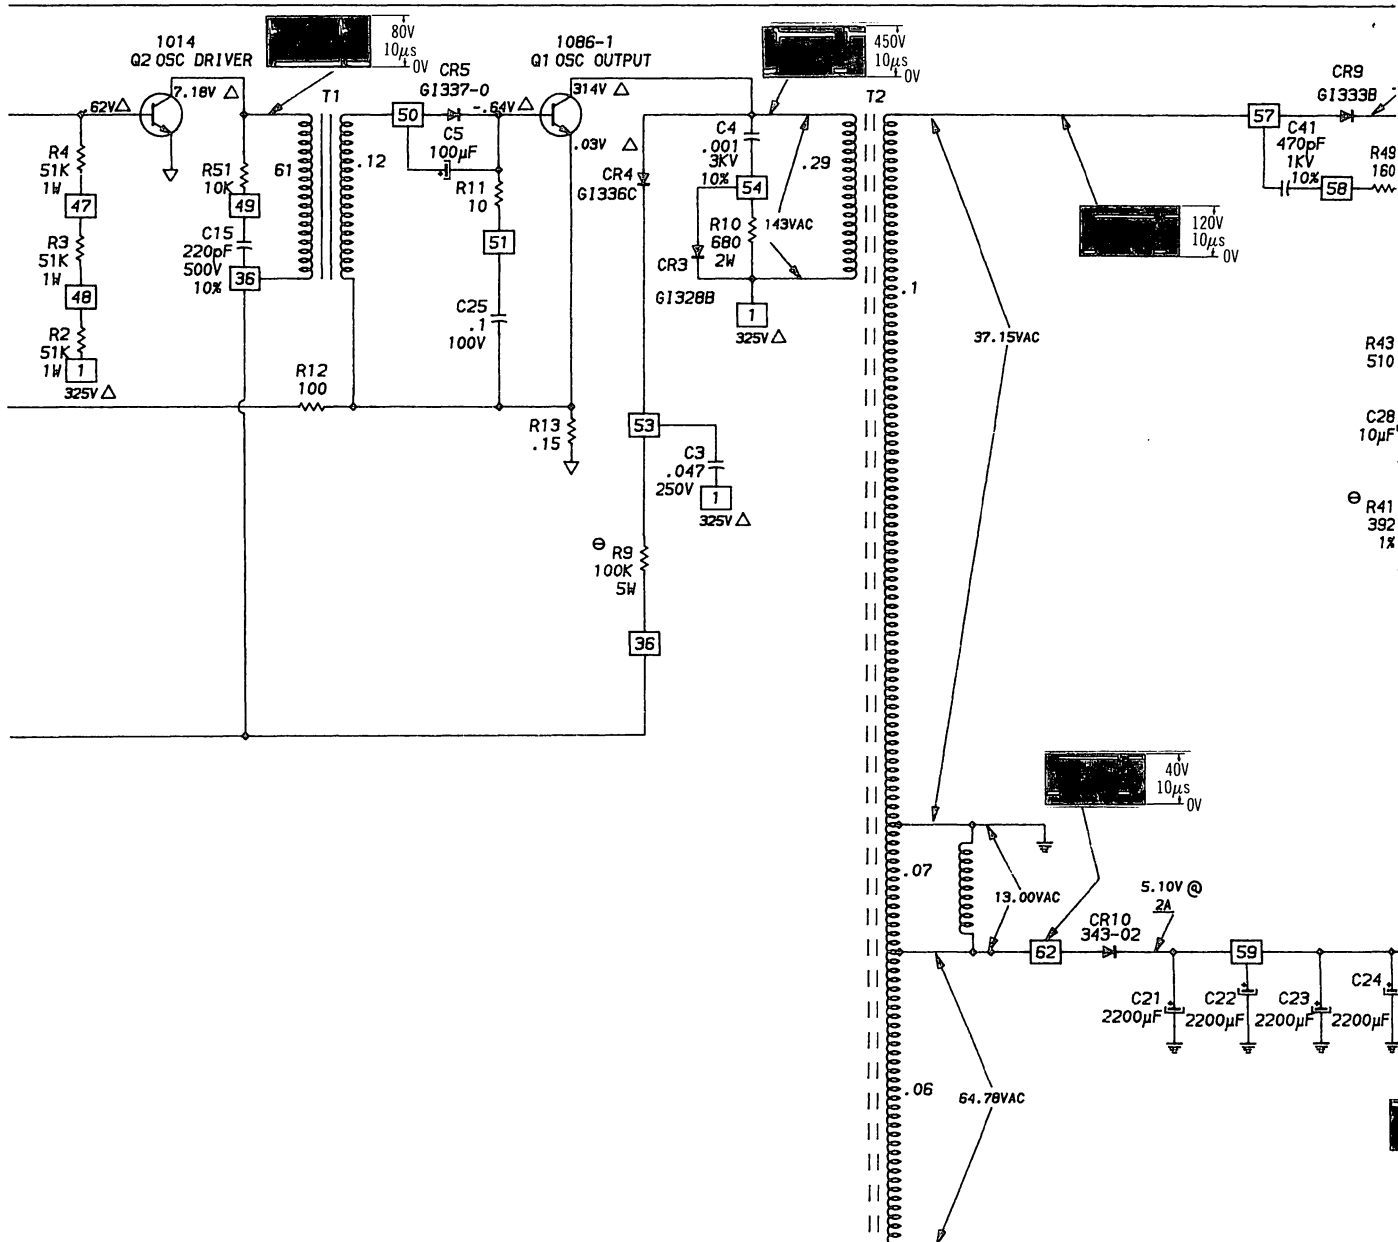 1014
Q2 OSC DRIVER
80V
10µs
0V
1086-1
Q1 OSC OUTPUT
450V
10µs
0V
CR9
GI333B
.62V △
7.18V △
T1
CR5
GI337-0
-.64V △
314V △
T2
57
C41
470pF
1KV
10%
58
R49
160
R4
51K
1W
47
R51
10K
49
61
.12
50
C5
100µF
R11
10
.03V △
CR4
GI336C
C4
.001
3KV
10%
54
.29
R3
51K
1W
48
C15
220pF
500V
10%
36
51
R10
680
2W
143VAC
CR3
GI328B
120V
10µs
0V
.1
R2
51K
1W
1
325V △
C25
.1
100V
1
325V △
37.15VAC
R43
510
R12
100
R13
.15
53
C3
.047
250V
1
325V △
C28
10µF
⊖ R41
392
1%
⊖ R9
100K
5W
36
40V
10µs
0V
.07
13.00VAC
5.10V @
2A
CR10
343-02
62
59
C21
2200µF
C22
2200µF
C23
2200µF
C24
2200µF
.06
64.78VAC